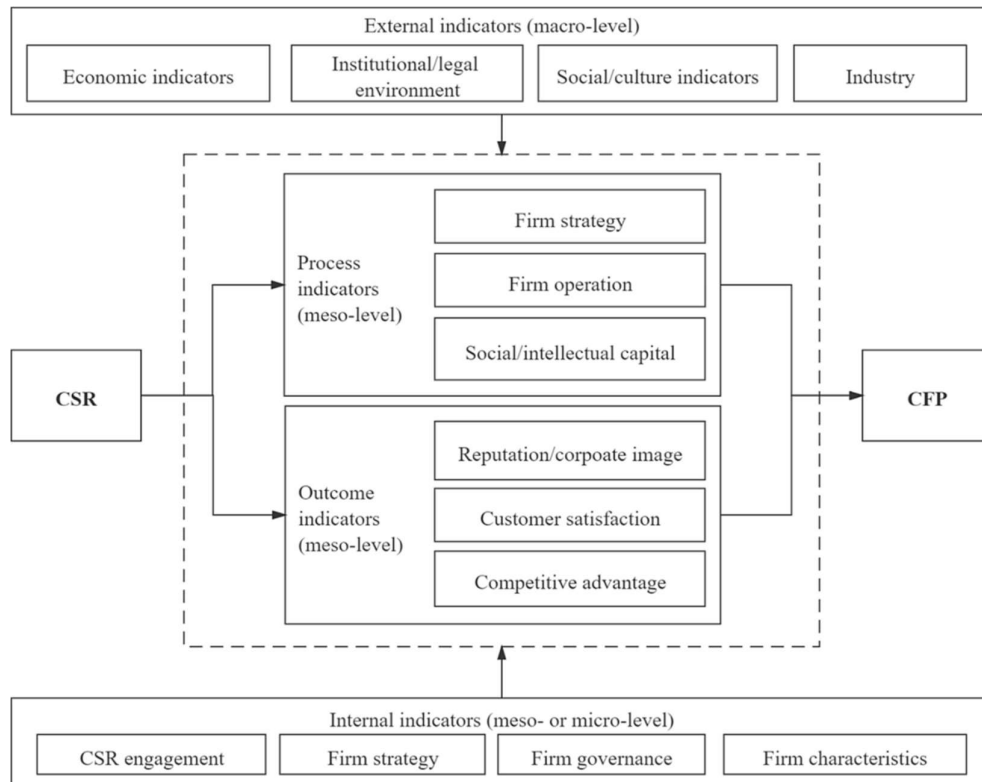 External indicators (macro-level)
Economic indicators
Institutional/legal
environment
Social/culture indicators
Industry
Process
indicators
(meso-level)
Firm strategy
Firm operation
Social/intellectual capital
CSR
CFP
Outcome
indicators
(meso-level)
Reputation/corpoate image
Customer satisfaction
Competitive advantage
Internal indicators (meso- or micro-level)
CSR engagement
Firm strategy
Firm governance
Firm characteristics